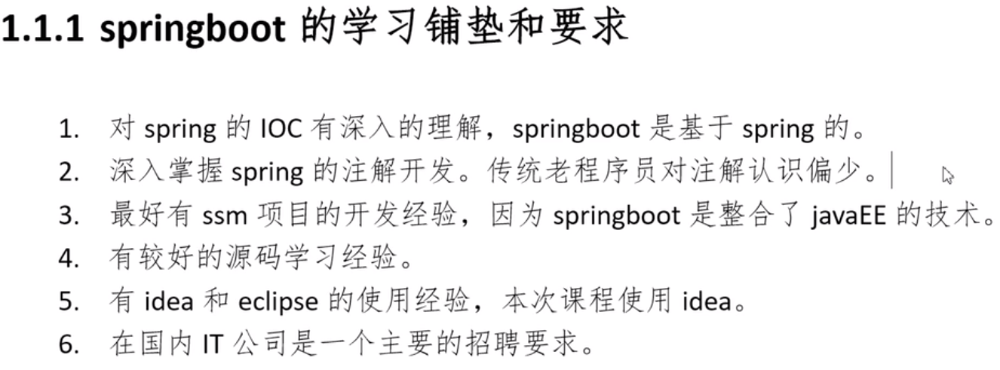 1.1.1 springboot 的学习铺垫和要求
1. 对 spring 的 IOC 有深入的理解，springboot 是基于 spring 的。
2. 深入掌握 spring 的注解开发。传统老程序员对注解认识偏少。
3. 最好有 ssm 项目的开发经验，因为 springboot 是整合了 javaEE 的技术。
4. 有较好的源码学习经验。
5. 有 idea 和 eclipse 的使用经验，本次课程使用 idea。
6. 在国内 IT 公司是一个主要的招聘要求。